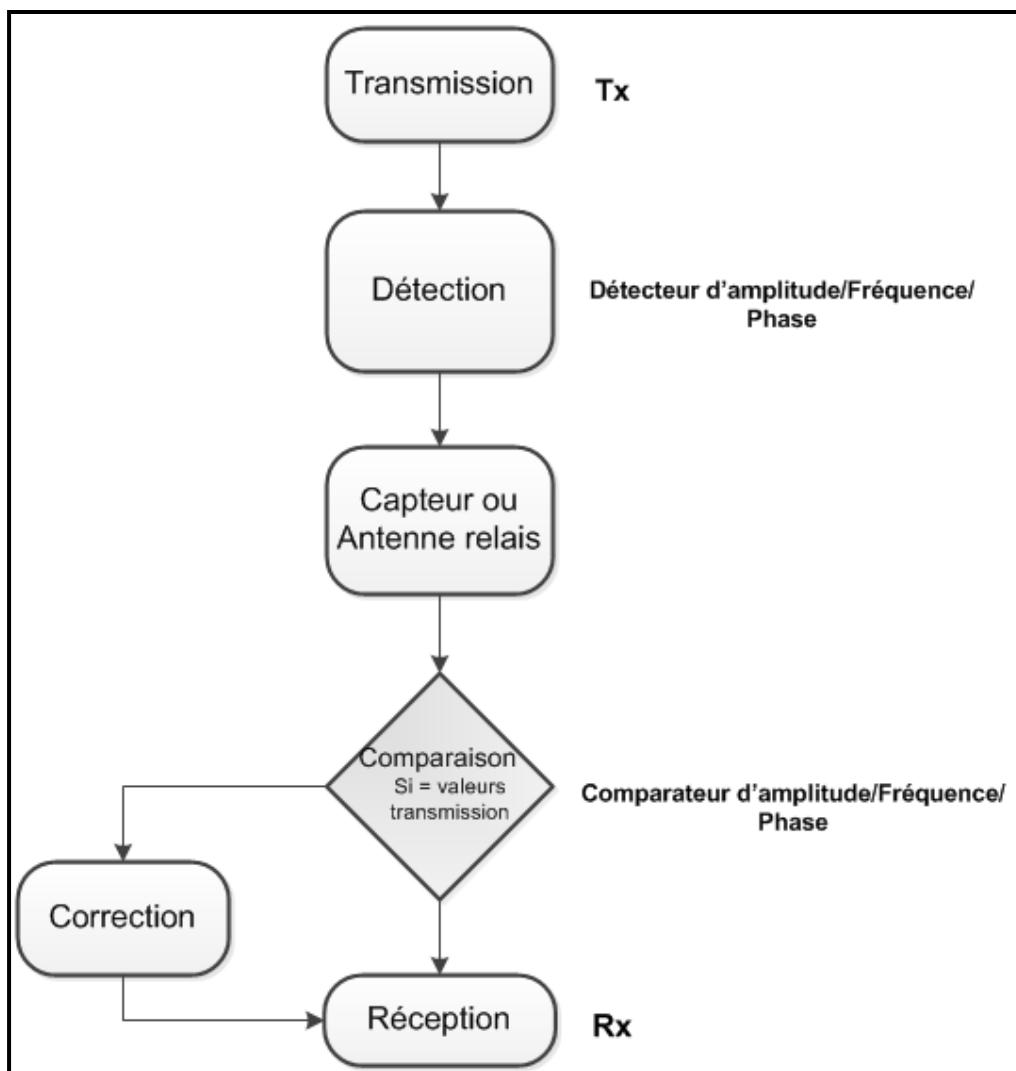 Transmission
Tx
Détection
Détecteur d'amplitude/Fréquence/
Phase
Capteur ou
Antenne relais
Comparaison
Si = valeurs
transmission
Comparateur d'amplitude/Fréquence/
Phase
Correction
Réception
Rx